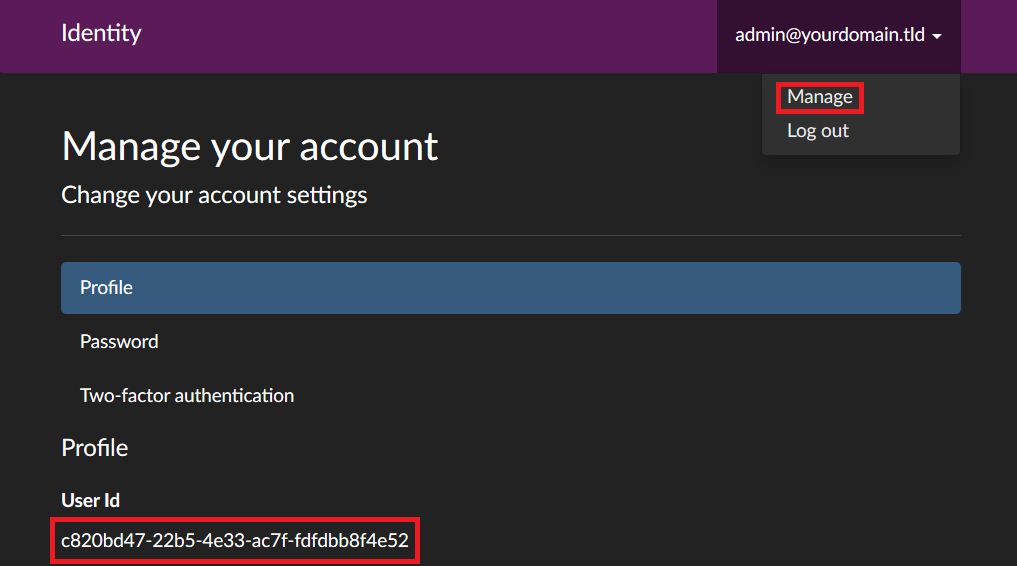 Identity
admin@yourdomain.tld
Manage
Log out
Manage your account
Change your account settings
Profile
Password
Two-factor authentication
Profile
User Id
c820bd47-22b5-4e33-ac7f-fdfdbb8f4e52